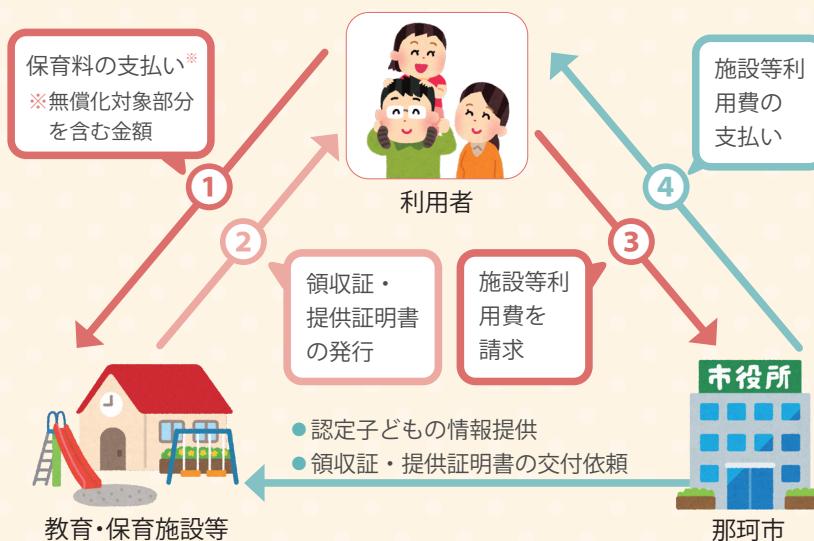 保育料の支払い※
※無償化対象部分
を含む金額
施設等利
用費の
支払い
利用者
1
2
3
4
領収証・
提供証明書
の発行
施設等利
用費を
請求
市役所
●認定子どもの情報提供
●領収証・提供証明書の交付依頼
教育・保育施設等
那珂市